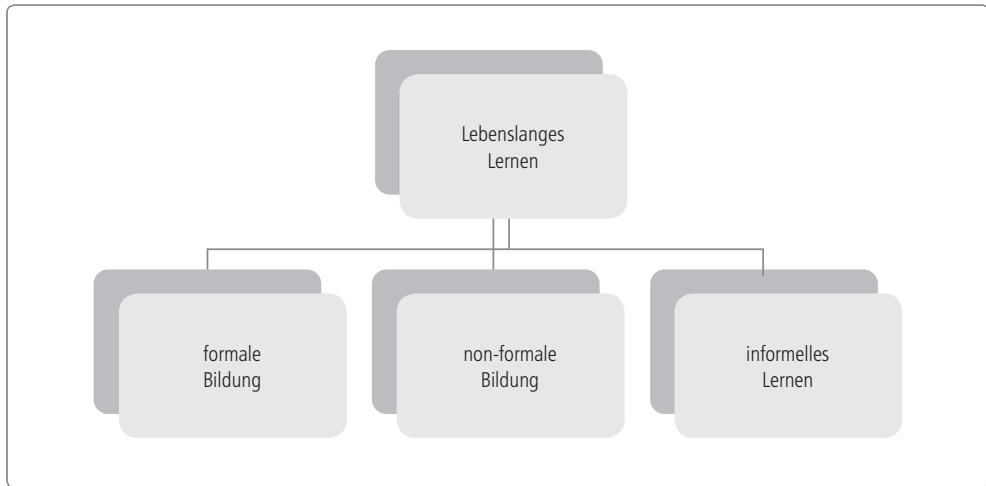 Lebenslanges
Lernen
formale
Bildung
non-formale
Bildung
informelles
Lernen